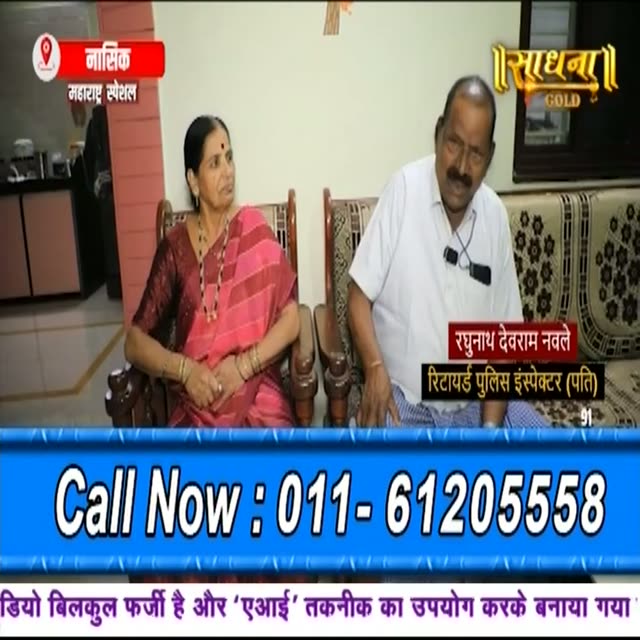 नासिक
महाराष्ट्र स्पेशल
॥साधना॥
GOLD
रघुनाथ देवराम नवले
रिटायर्ड पुलिस इंस्पेक्टर (पति)
91
Call Now : 011- 61205558
डियो बिलकुल फर्जी है और ‘एआई’ तकनीक का उपयोग करके बनाया गया